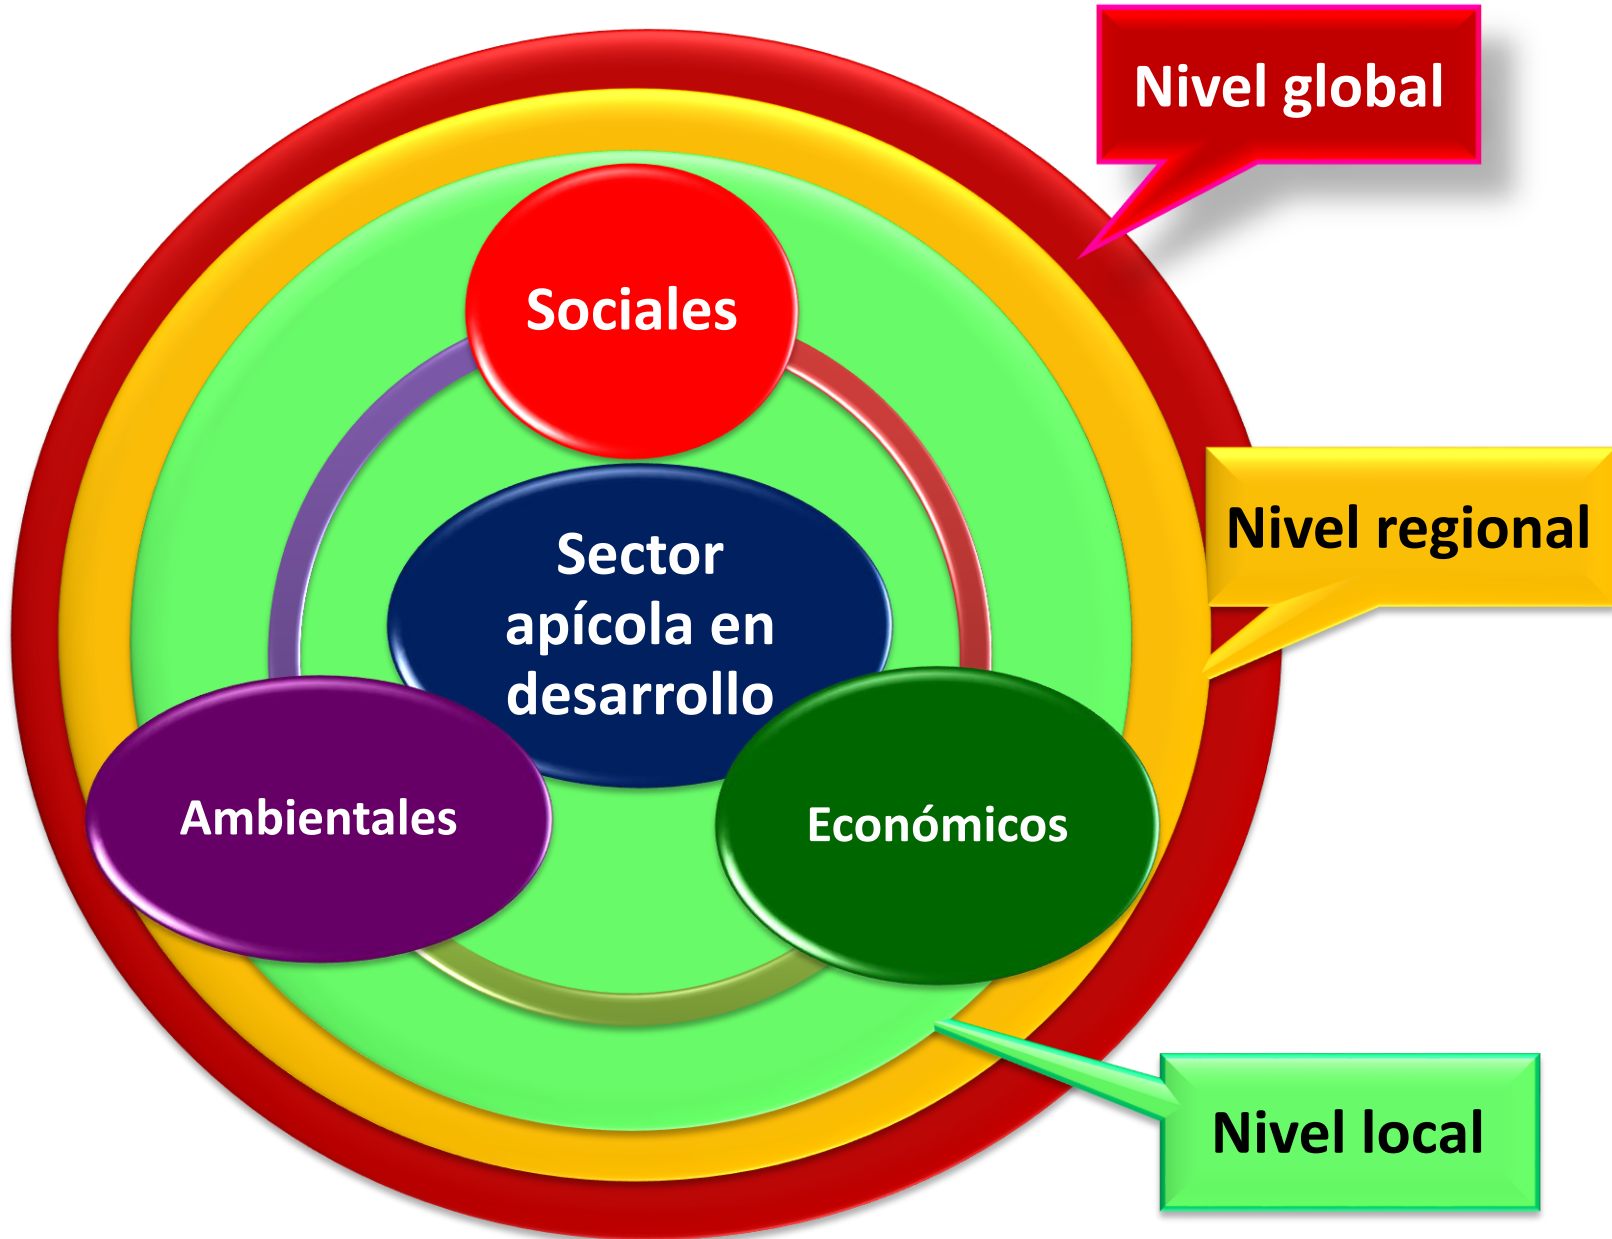 Nivel global
Sociales
Nivel regional
Sector
apícola en
desarrollo
Ambientales
Económicos
Nivel local